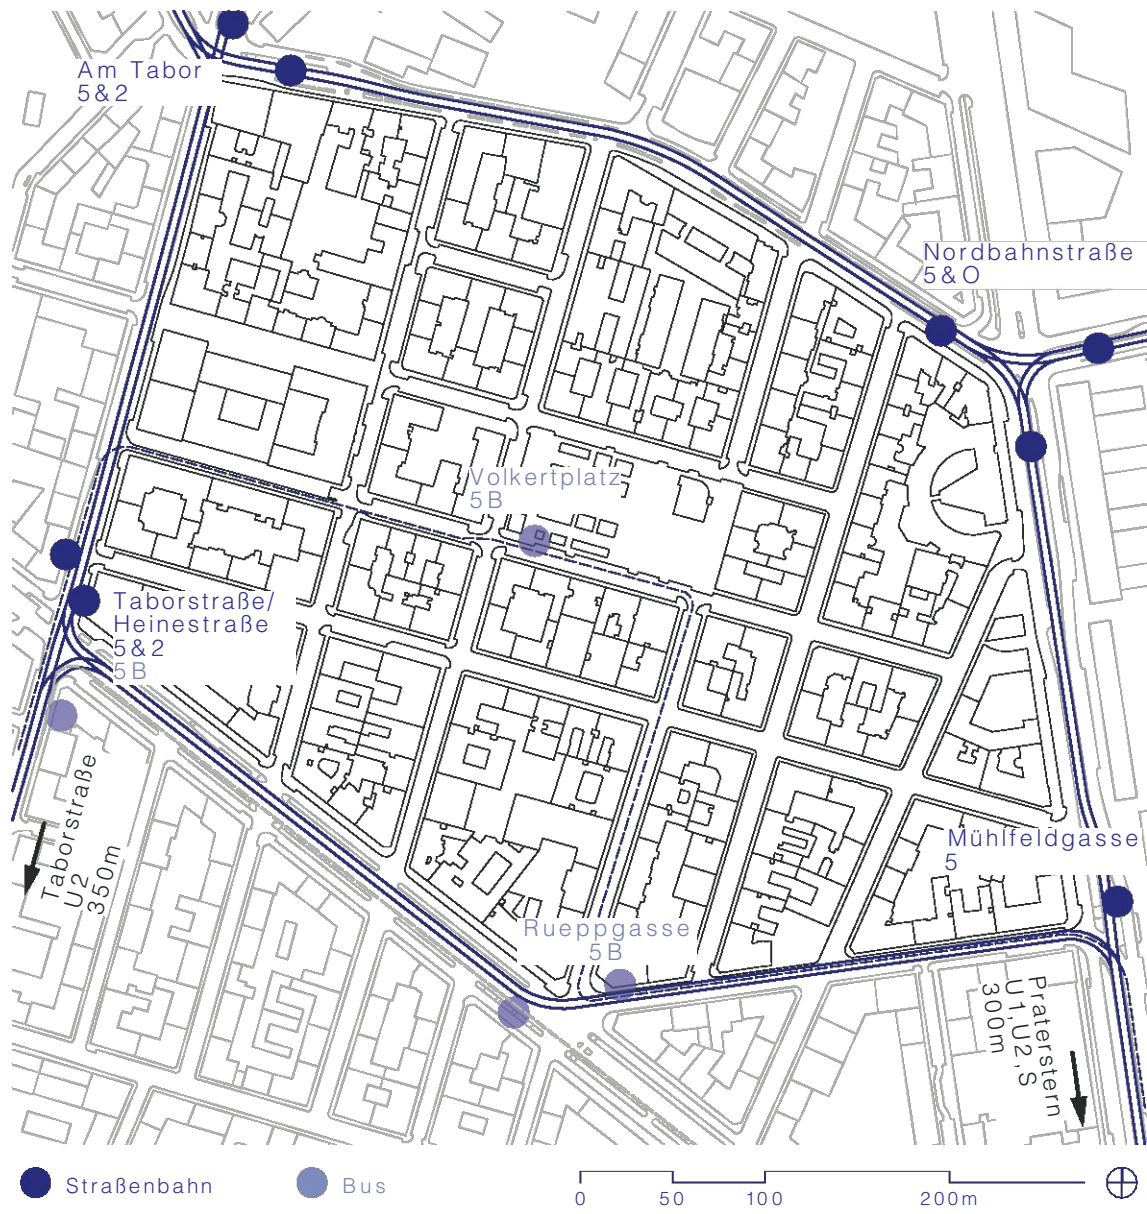 Am Tabor
5&2
Nordbahnstraße
5&O
Volkertplatz
5B
Taborstraße/
Heinestraße
5&2
5B
Taborstraße
U2
350m
Mühlfeldgasse
5
Rueppgasse
5B
Praterstern
U1,U2,S
300m
Straßenbahn
Bus
0 50 100 200m